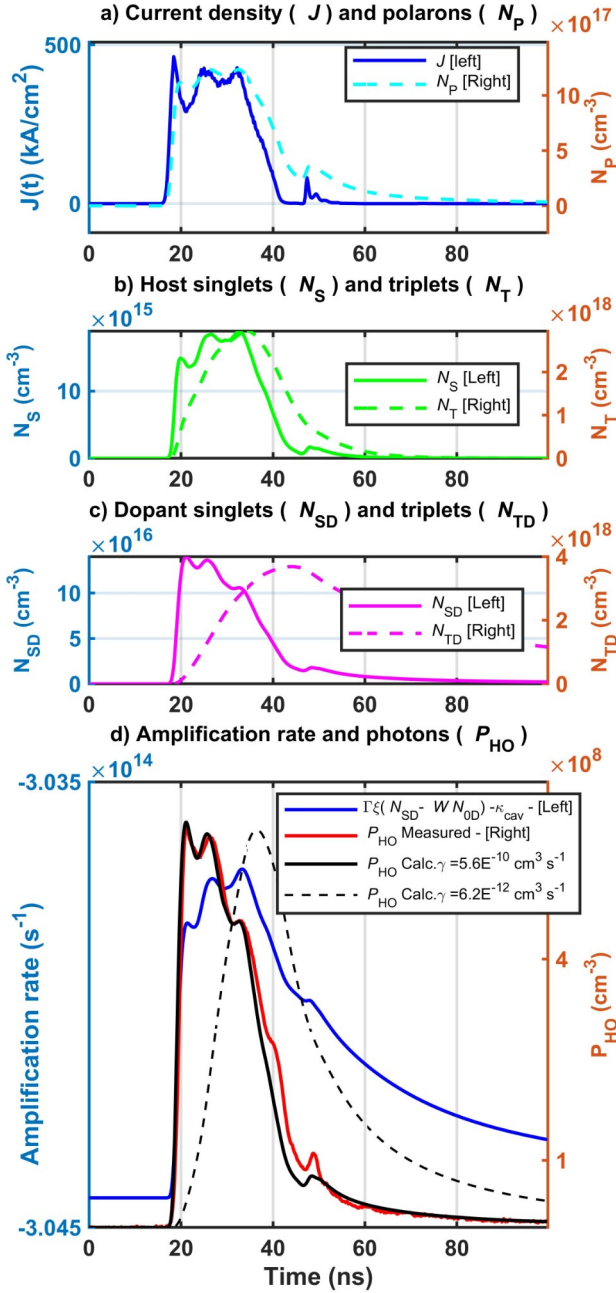 a) Current density ( J ) and polarons ( N_P )
× 10^17
500
0
J(t) (kA/cm^2)
J [left]
N_P [Right]
10
5
0
N_P (cm^-3)
0 20 40 60 80
b) Host singlets ( N_S ) and triplets ( N_T )
× 10^15
× 10^18
10
0
N_S (cm^-3)
N_S [Left]
N_T [Right]
2
1
0
N_T (cm^-3)
0 20 40 60 80
c) Dopant singlets ( N_SD ) and triplets ( N_TD )
× 10^16
× 10^18
10
5
0
N_SD (cm^-3)
N_SD [Left]
N_TD [Right]
4
2
0
N_TD (cm^-3)
0 20 40 60 80
d) Amplification rate and photons ( P_HO )
× 10^14
× 10^8
-3.035
-3.045
Amplification rate (s^-1)
Γξ( N_SD- W N_0D) -κ_cav - [Left]
P_HO Measured - [Right]
P_HO Calc.γ =5.6E^-10 cm^3 s^-1
P_HO Calc.γ =6.2E^-12 cm^3 s^-1
4
1
P_HO (cm^-3)
0 20 40 60 80
Time (ns)